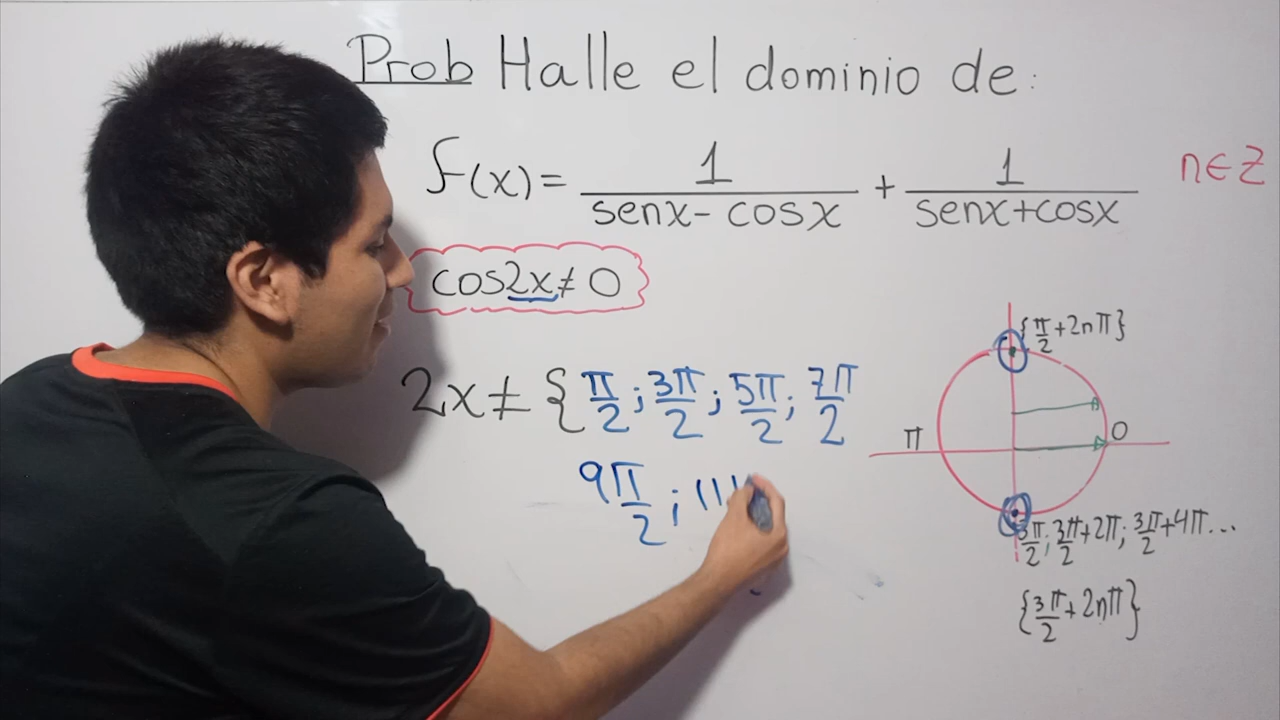 Prob Halle el dominio de:
f(x) = 1/(senx - cosx) + 1/(senx+cosx)
n∈Z
cos2x ≠ 0
2x ≠ { π/2 ; 3π/2 ; 5π/2 ; 7π/2
9π/2 ; 11
{π/2 + 2nπ}
π
0
3π/2 ; 3π/2 + 2π ; 3π/2 + 4π...
{3π/2 + 2nπ}